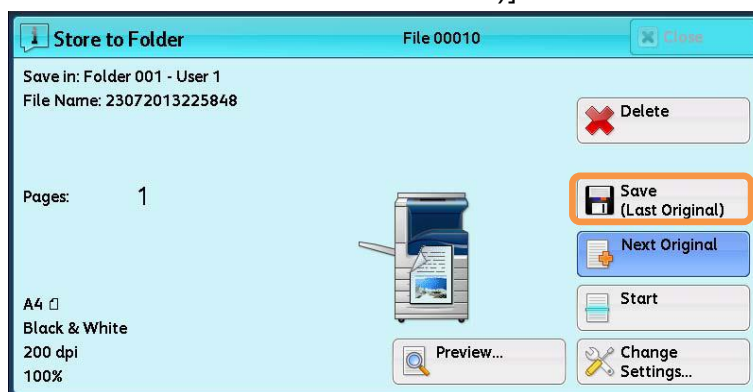 )]
Store to Folder
File 00010
Close
Save in: Folder 001 - User 1
File Name: 23072013225848
Delete
Pages: 1
Save
(Last Original)
Next Original
A4
Start
Black & White
200 dpi
Preview...
Change
Settings...
100%